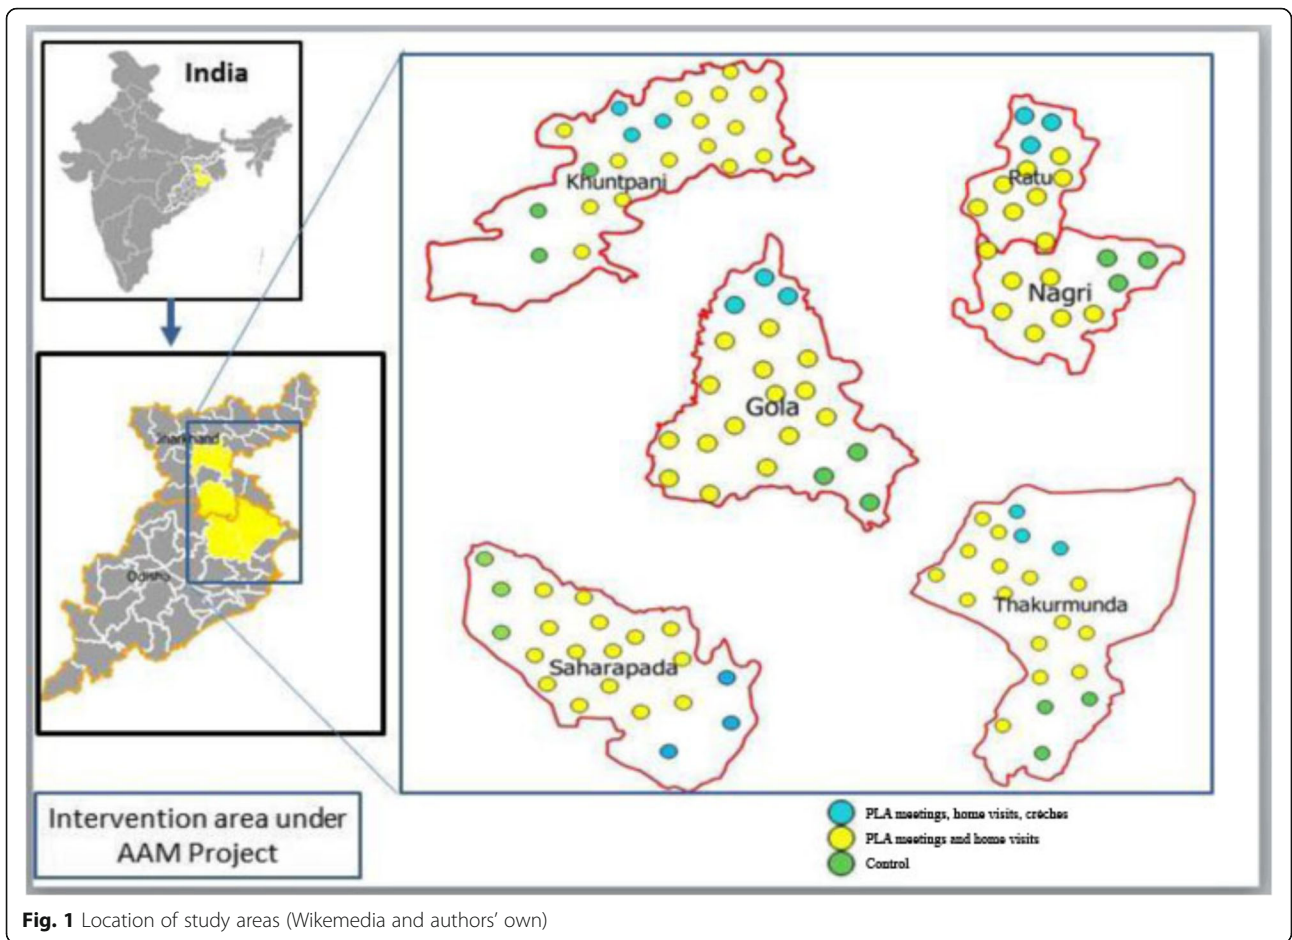 India
Jharkhand
Odisha
Intervention area under
AAM Project
Khuntpani
Ratu
Nagri
Gola
Saharapada
Thakurmunda
PLA meetings, home visits, crèches
PLA meetings and home visits
Control
Fig. 1 Location of study areas (Wikemedia and authors’ own)